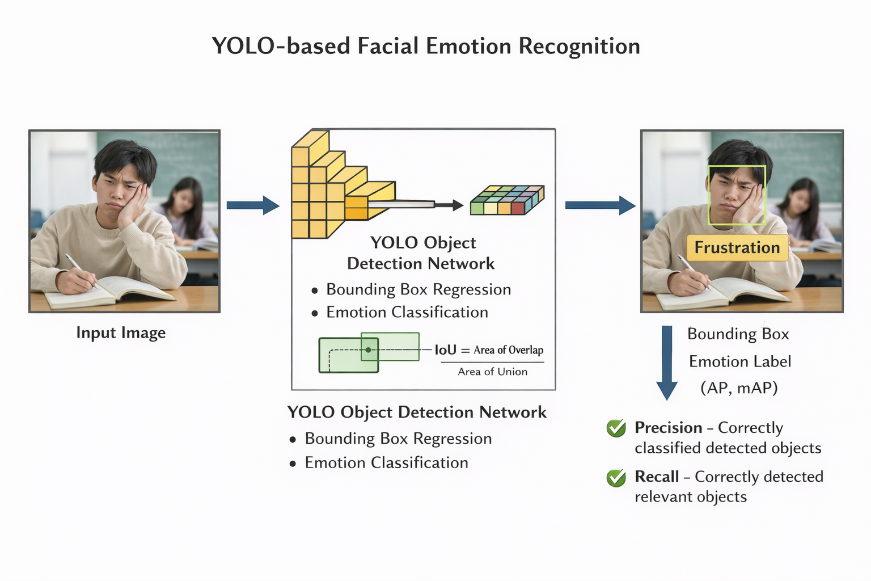 YOLO-based Facial Emotion Recognition
Input Image
YOLO Object
Detection Network
• Bounding Box Regression
• Emotion Classification
IoU = Area of Overlap
Area of Union
YOLO Object Detection Network
• Bounding Box Regression
• Emotion Classification
Frustration
Bounding Box
Emotion Label
(AP, mAP)
Precision – Correctly
classified detected objects
Recall – Correctly detected
relevant objects